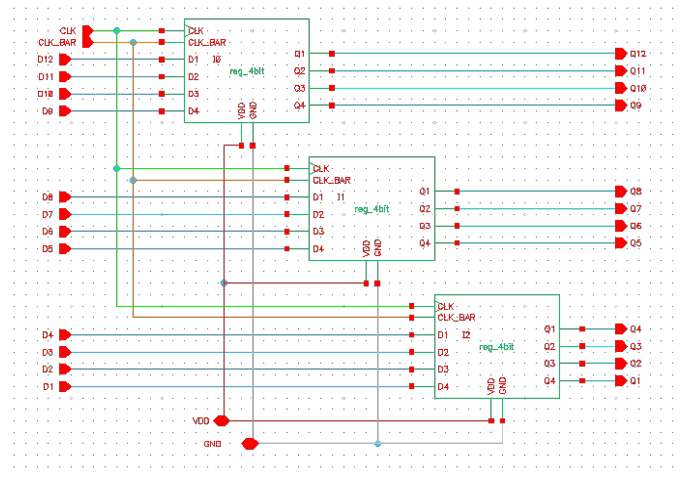 CLK CLK
CLK_BAR CLK_BAR
D12 D1 I0 Q1 Q12
D11 D2 reg_4bit Q2 Q11
D10 D3 Q3 Q10
D9 D4 Q4 Q9
VDD GND
CLK
CLK_BAR
D8 D1 I1 Q1 Q8
D7 D2 reg_4bit Q2 Q7
D6 D3 Q3 Q6
D5 D4 Q4 Q5
VDD GND
CLK
CLK_BAR
D4 D1 I2 Q1 Q4
D3 D2 reg_4bit Q2 Q3
D2 D3 Q3 Q2
D1 D4 Q4 Q1
VDD GND
VDD
GND